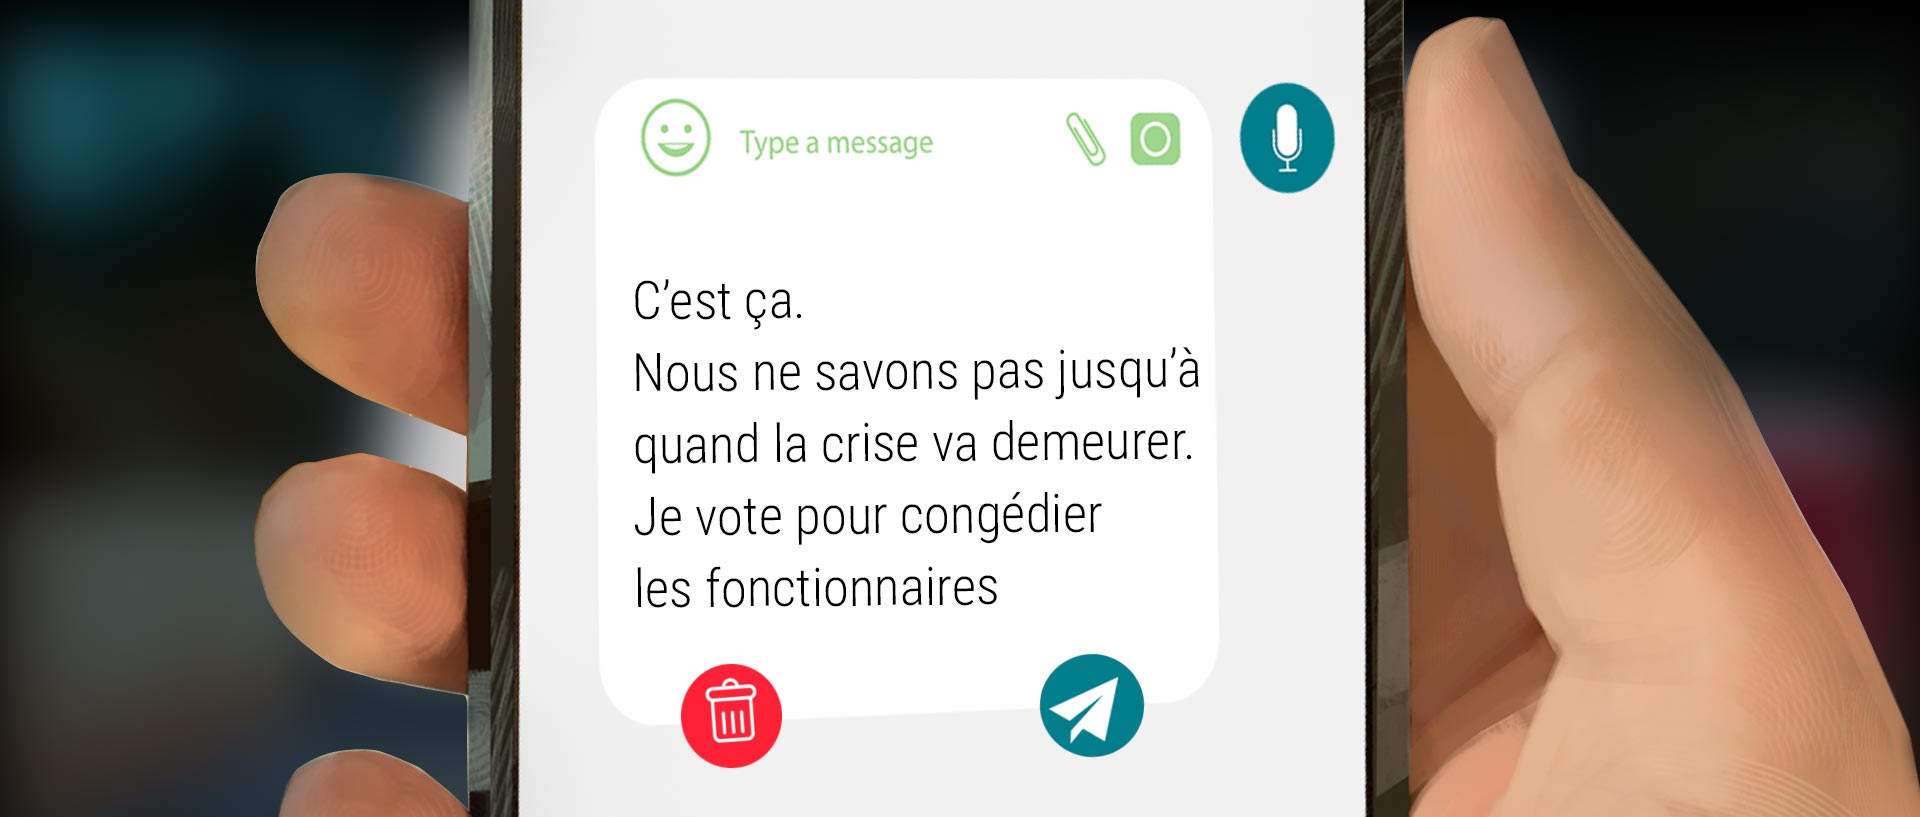 Type a message
C’est ça.
Nous ne savons pas jusqu’à
quand la crise va demeurer.
Je vote pour congédier
les fonctionnaires